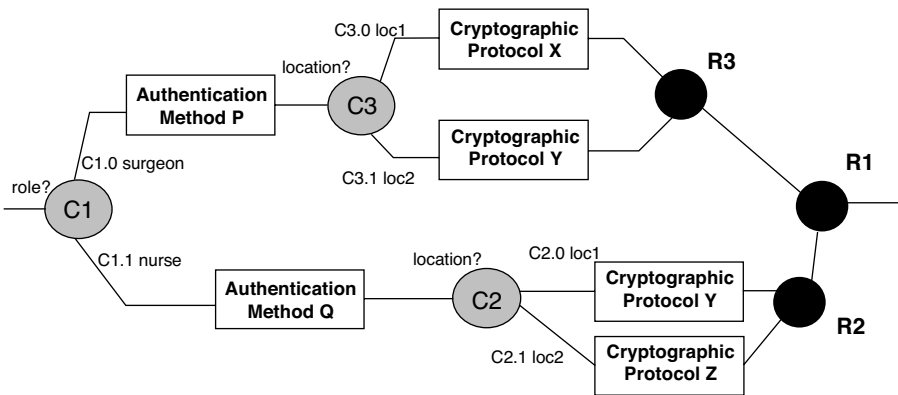 C3.0 loc1
Cryptographic
Protocol X
R3
location?
Authentication
Method P
C3
Cryptographic
Protocol Y
C1.0 surgeon
C3.1 loc2
R1
role?
C1
C1.1 nurse
location?
C2.0 loc1
Authentication
Method Q
C2
Cryptographic
Protocol Y
R2
C2.1 loc2
Cryptographic
Protocol Z